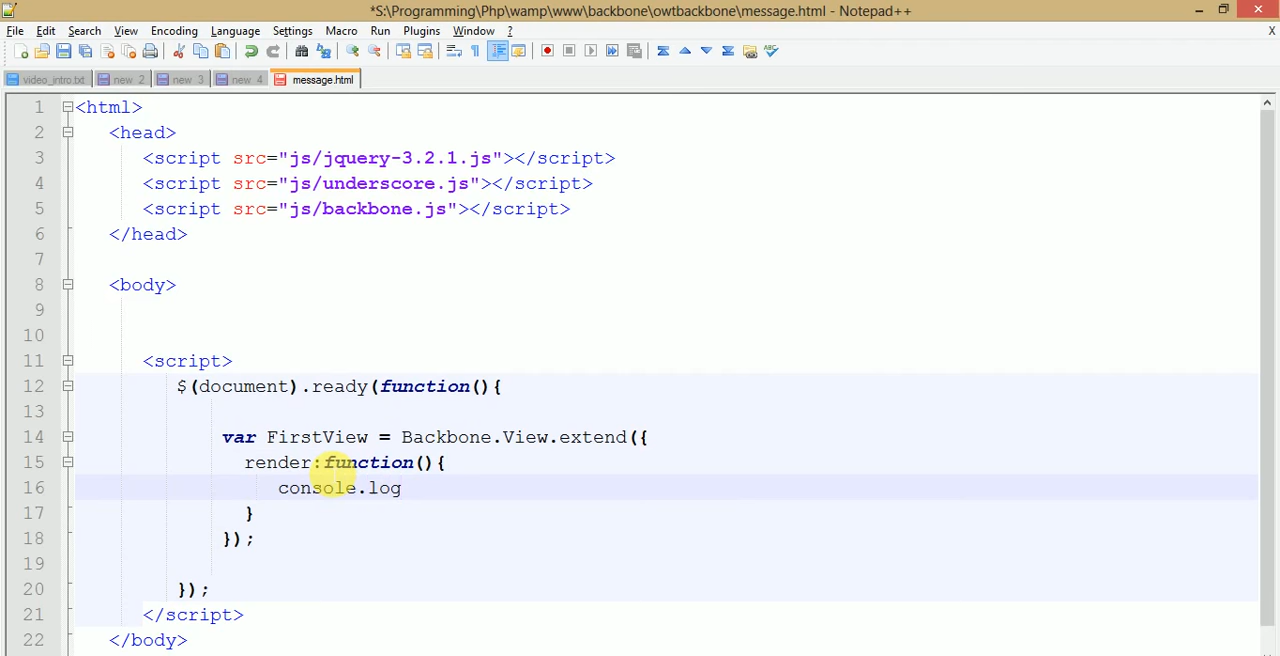 *S:\Programming\Php\wamp\www\backbone\owtbackbone\message.html - Notepad++
File Edit Search View Encoding Language Settings Macro Run Plugins Window ? X
video_intro.txt new 2 new 3 new 4 message.html
1 <html>
2 <head>
3 <script src="js/jquery-3.2.1.js"></script>
4 <script src="js/underscore.js"></script>
5 <script src="js/backbone.js"></script>
6 </head>
7
8 <body>
9
10
11 <script>
12 $(document).ready(function(){
13
14 var FirstView = Backbone.View.extend({
15 render:function(){
16 console.log
17 }
18 });
19
20 });
21 </script>
22 </body>